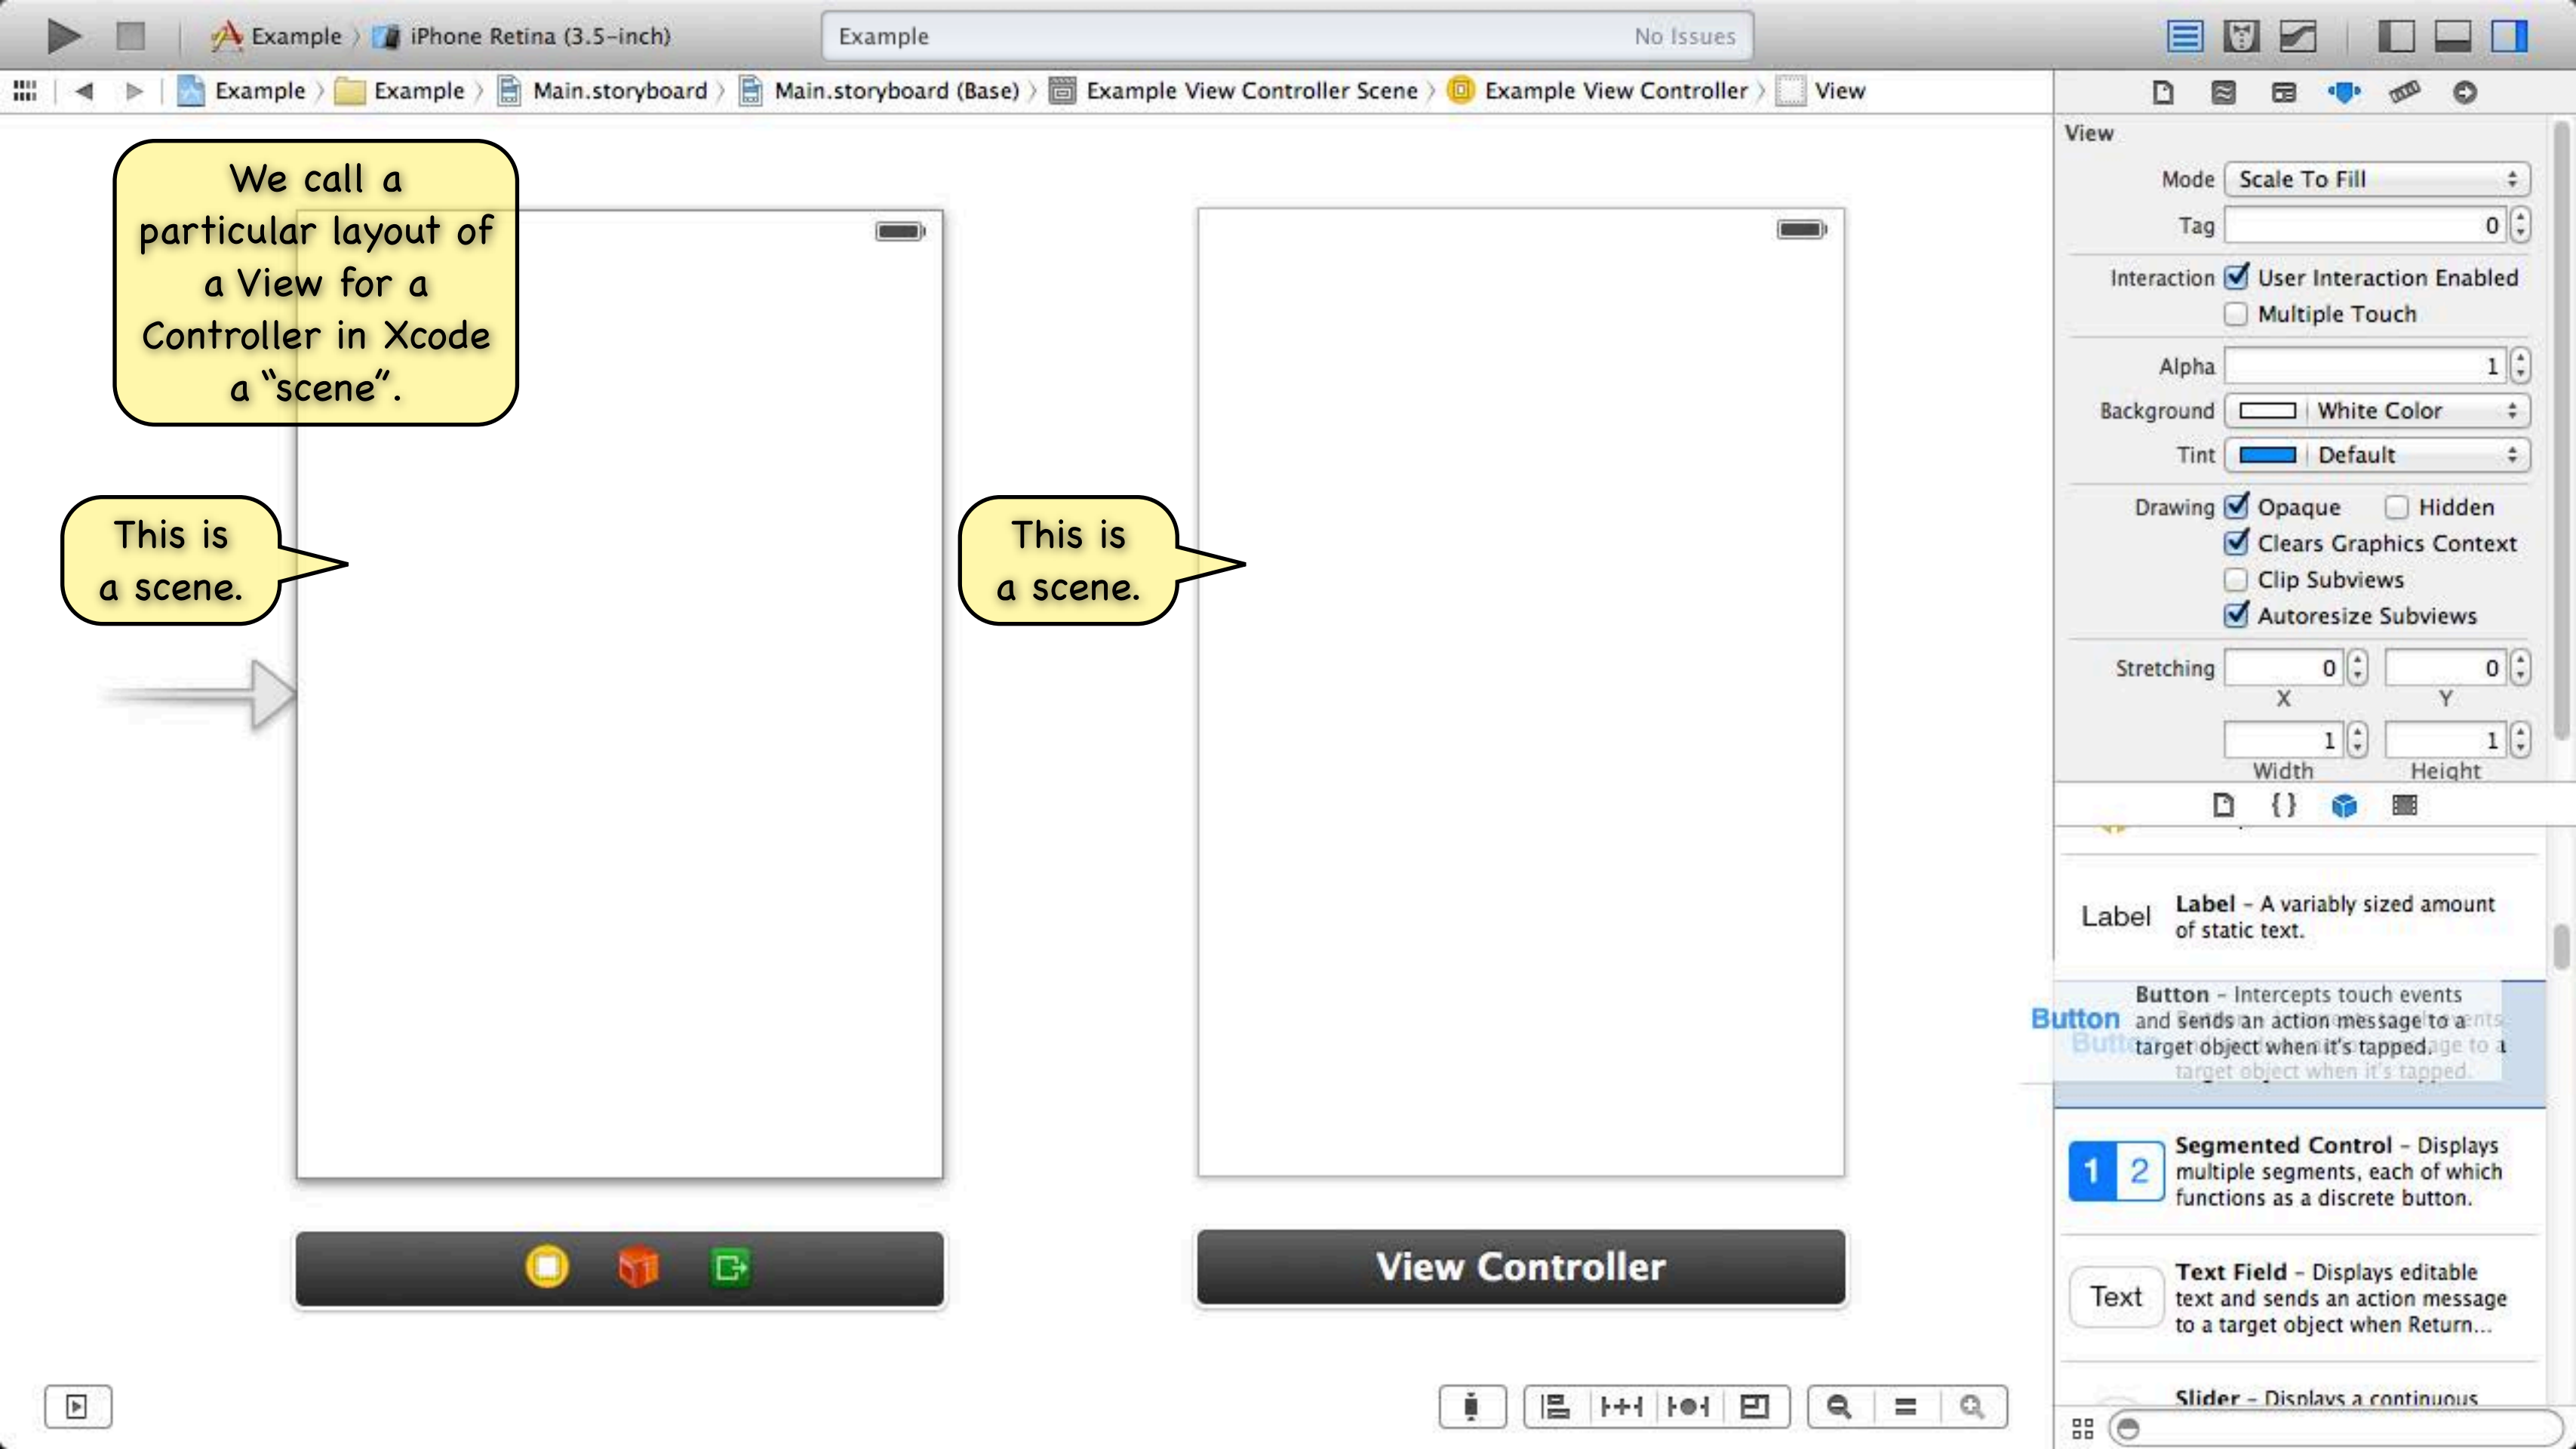 Example 〉 iPhone Retina (3.5-inch)
Example
No Issues
Example 〉 Example 〉 Main.storyboard 〉 Main.storyboard (Base) 〉 Example View Controller Scene 〉 Example View Controller 〉 View
We call a
particular layout of
a View for a
Controller in Xcode
a “scene”.
This is
a scene.
This is
a scene.
View Controller
View
Mode Scale To Fill
Tag 0
Interaction User Interaction Enabled
Multiple Touch
Alpha 1
Background White Color
Tint Default
Drawing Opaque Hidden
Clears Graphics Context
Clip Subviews
Autoresize Subviews
Stretching 0 0
X Y
1 1
Width Height
{ }
Label
Label - A variably sized amount
of static text.
Button
Button - Intercepts touch events
and sends an action message to a
target object when it's tapped.
1 2
Segmented Control - Displays
multiple segments, each of which
functions as a discrete button.
Text
Text Field - Displays editable
text and sends an action message
to a target object when Return...
Slider - Displays a continuous